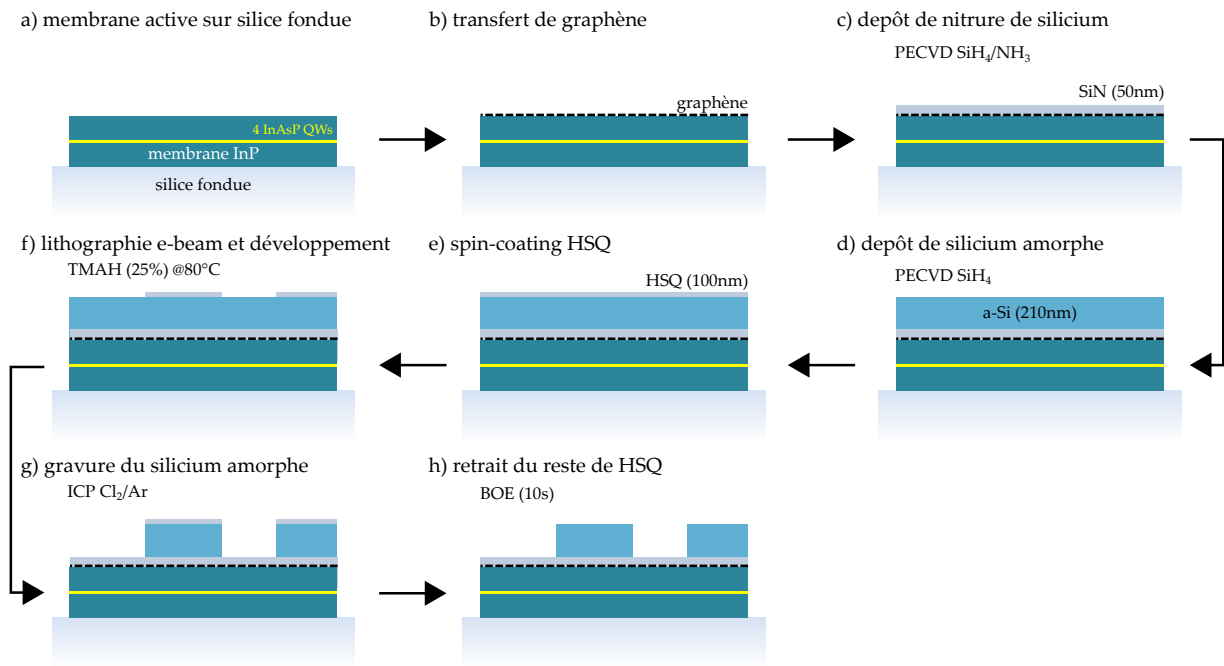 a) membrane active sur silice fondue
4 InAsP QWs
membrane InP
silice fondue
b) transfert de graphène
graphène
c) depôt de nitrure de silicium
PECVD SiH₄/NH₃
SiN (50nm)
d) depôt de silicium amorphe
PECVD SiH₄
a-Si (210nm)
e) spin-coating HSQ
HSQ (100nm)
f) lithographie e-beam et développement
TMAH (25%) @80°C
g) gravure du silicium amorphe
ICP Cl₂/Ar
h) retrait du reste de HSQ
BOE (10s)